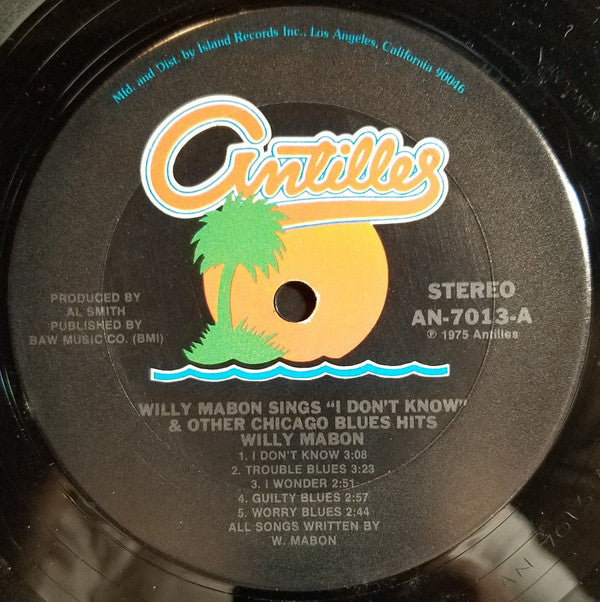 Mfd. and Dist. by Island Records Inc., Los Angeles, California 90046
Antilles
PRODUCED BY
AL SMITH
PUBLISHED BY
BAW MUSIC CO. (BMI)
STEREO
AN-7013-A
℗ 1975 Antilles
WILLY MABON SINGS "I DON'T KNOW"
& OTHER CHICAGO BLUES HITS
WILLY MABON
1. I DON'T KNOW 3:08
2. TROUBLE BLUES 3:23
3. I WONDER 2:51
4. GUILTY BLUES 2:57
5. WORRY BLUES 2:44
ALL SONGS WRITTEN BY
W. MABON